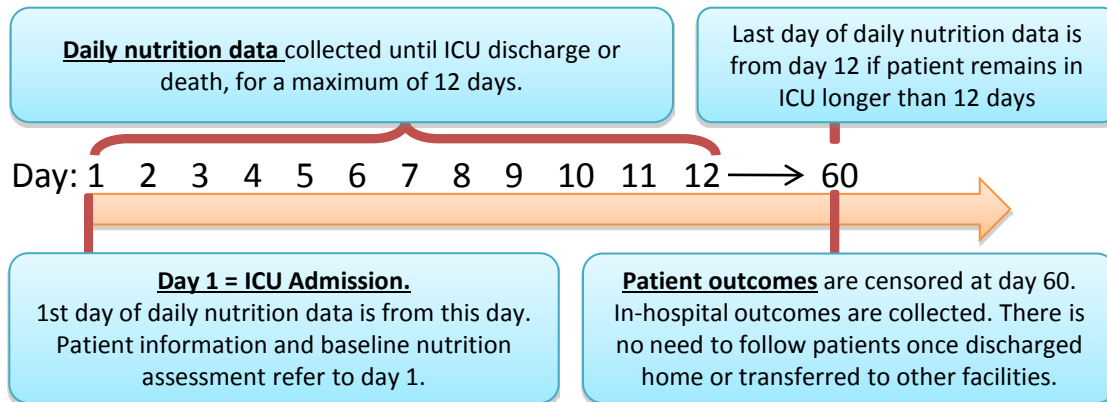 Daily nutrition data collected until ICU discharge or
death, for a maximum of 12 days.
Last day of daily nutrition data is
from day 12 if patient remains in
ICU longer than 12 days
Day: 1 2 3 4 5 6 7 8 9 10 11 12 60
Day 1 = ICU Admission.
1st day of daily nutrition data is from this day.
Patient information and baseline nutrition
assessment refer to day 1.
Patient outcomes are censored at day 60.
In-hospital outcomes are collected. There is
no need to follow patients once discharged
home or transferred to other facilities.